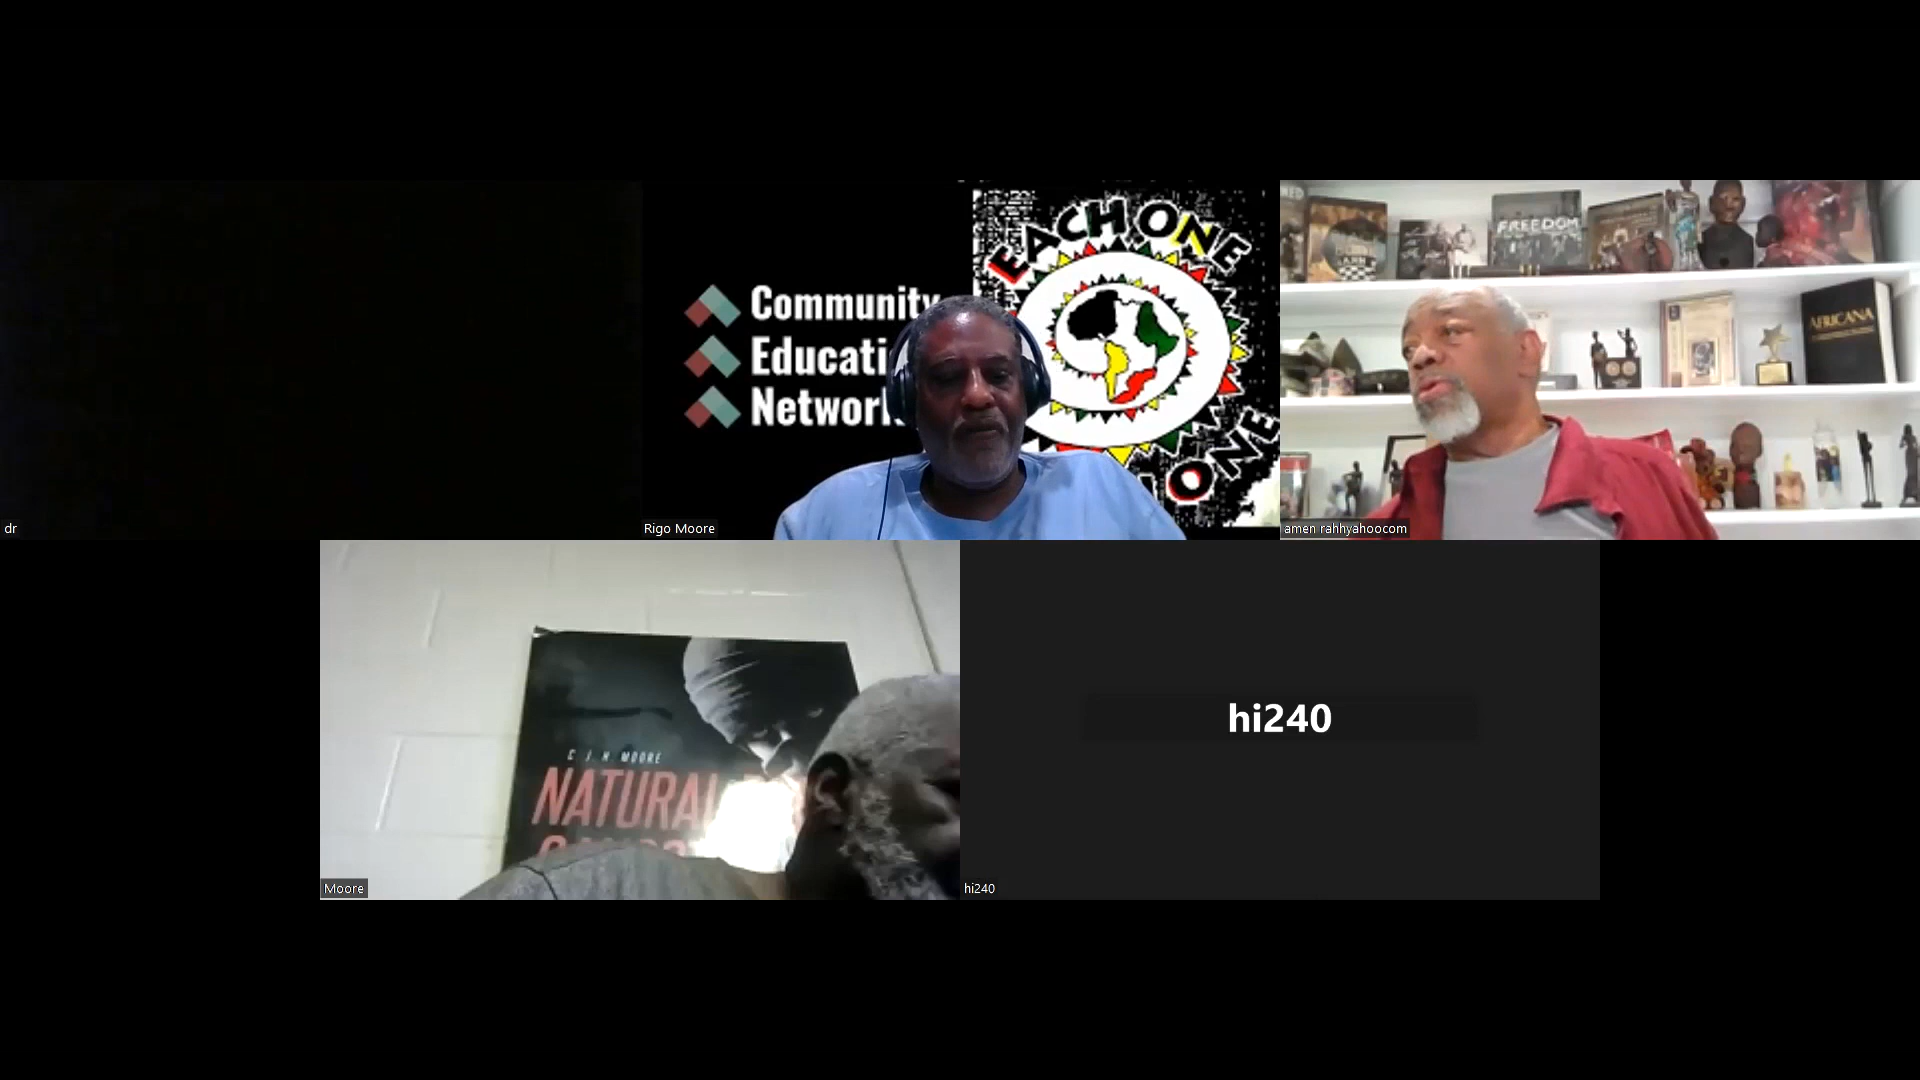 EACH ONE
Community
Educati
Network
ONE
dr
Rigo Moore
FREEDOM
AFRICANA
amen rahhyahoocom
C J H MOORE
NATURAL
Moore
hi240
hi240